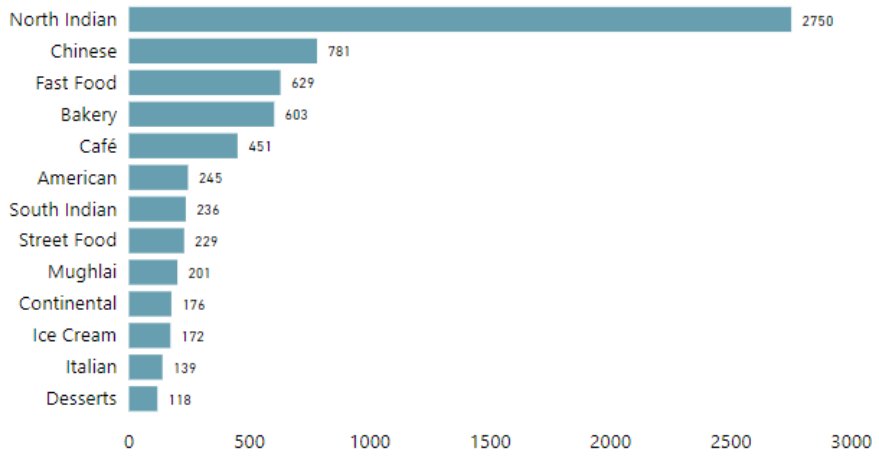 North Indian 2750
Chinese 781
Fast Food 629
Bakery 603
Café 451
American 245
South Indian 236
Street Food 229
Mughlai 201
Continental 176
Ice Cream 172
Italian 139
Desserts 118
0 500 1000 1500 2000 2500 3000